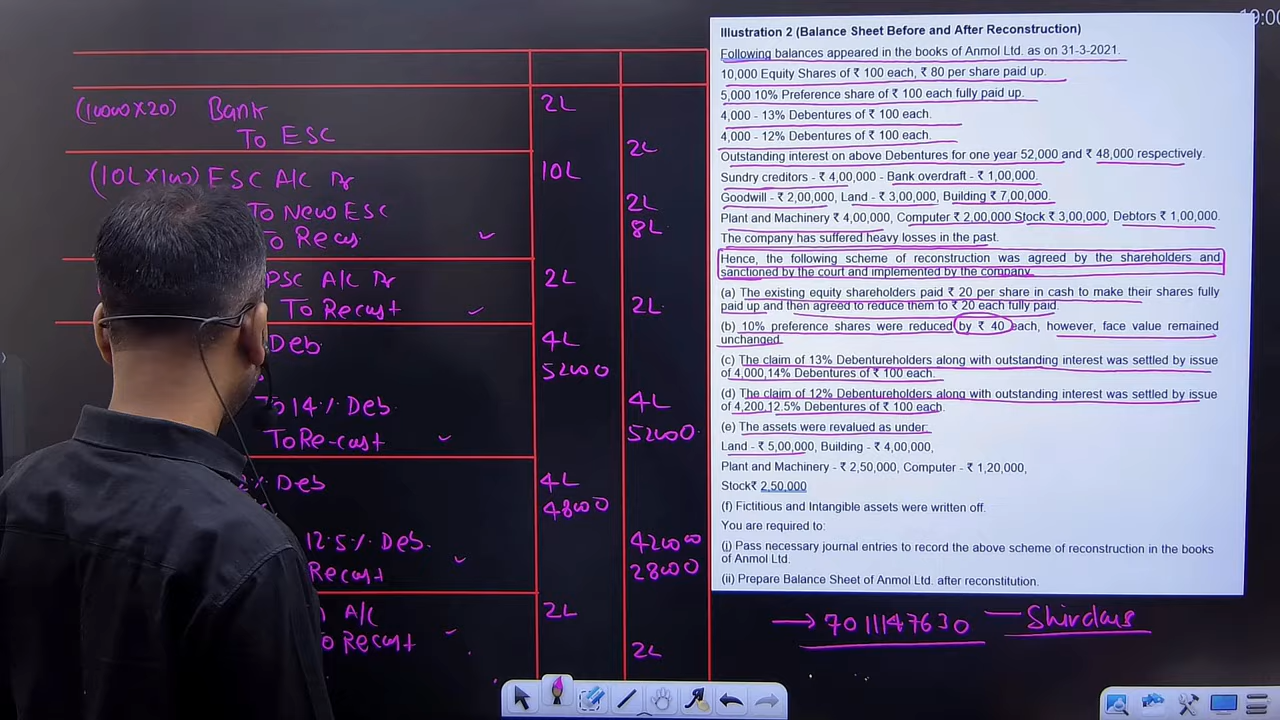 19:00
Illustration 2 (Balance Sheet Before and After Reconstruction)
Following balances appeared in the books of Anmol Ltd. as on 31-3-2021.
10,000 Equity Shares of ₹ 100 each, ₹ 80 per share paid up.
5,000 10% Preference share of ₹ 100 each fully paid up.
4,000 - 13% Debentures of ₹ 100 each.
4,000 - 12% Debentures of ₹ 100 each.
Outstanding interest on above Debentures for one year 52,000 and ₹ 48,000 respectively.
Sundry creditors - ₹ 4,00,000 - Bank overdraft - ₹ 1,00,000.
Goodwill - ₹ 2,00,000, Land - ₹ 3,00,000, Building ₹ 7,00,000.
Plant and Machinery ₹ 4,00,000, Computer ₹ 2,00,000 Stock ₹ 3,00,000, Debtors ₹ 1,00,000.
The company has suffered heavy losses in the past.
Hence, the following scheme of reconstruction was agreed by the shareholders and
sanctioned by the court and implemented by the company.
(a) The existing equity shareholders paid ₹ 20 per share in cash to make their shares fully
paid up and then agreed to reduce them to ₹ 20 each fully paid.
(b) 10% preference shares were reduced by ₹ 40 each, however, face value remained
unchanged.
(c) The claim of 13% Debentureholders along with outstanding interest was settled by issue
of 4,000,14% Debentures of ₹ 100 each.
(d) The claim of 12% Debentureholders along with outstanding interest was settled by issue
of 4,200,12.5% Debentures of ₹ 100 each.
(e) The assets were revalued as under:
Land - ₹ 5,00,000, Building - ₹ 4,00,000,
Plant and Machinery - ₹ 2,50,000, Computer - ₹ 1,20,000,
Stock₹ 2,50,000
(f) Fictitious and Intangible assets were written off.
You are required to:
(i) Pass necessary journal entries to record the above scheme of reconstruction in the books
of Anmol Ltd.
(ii) Prepare Balance Sheet of Anmol Ltd. after reconstitution.
→ 7011147630 — Shirdaus
(10000×20) Bank 2L
To ESC 2L
(10L×100) ESC A/C Dr 10L
To New ESC 2L
To Recas 8L
PSC A/C Dr 2L
To Recast 2L
Deb 4L
52000
To 14% Deb. 4L
To Re-cast 52000
2% Deb 4L
48000
12.5% Deb. 42000
Recast 28000
A/C 2L
To Recast 2L